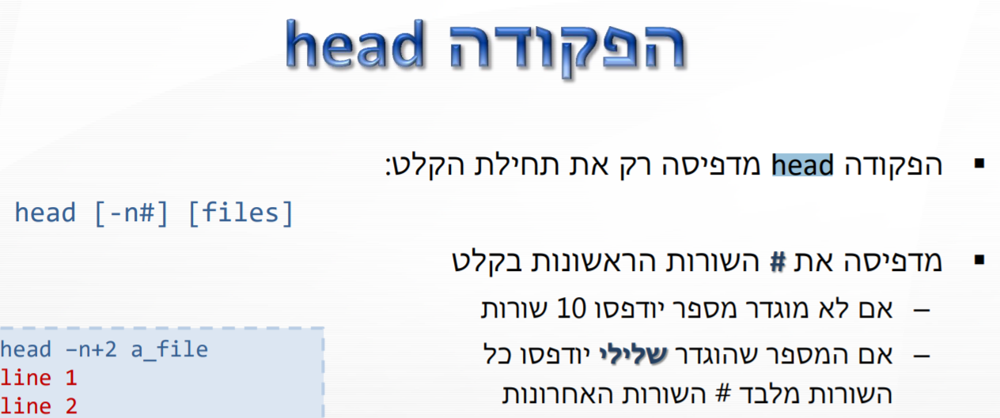 הפקודה head
הפקודה head מדפיסה רק את תחילת הקלט:
head [-n#] [files]
מדפיסה את # השורות הראשונות בקלט
– אם לא מוגדר מספר יודפסו 10 שורות
– אם המספר שהוגדר שלילי יודפסו כל
השורות מלבד # השורות האחרונות
head –n+2 a_file
line 1
line 2